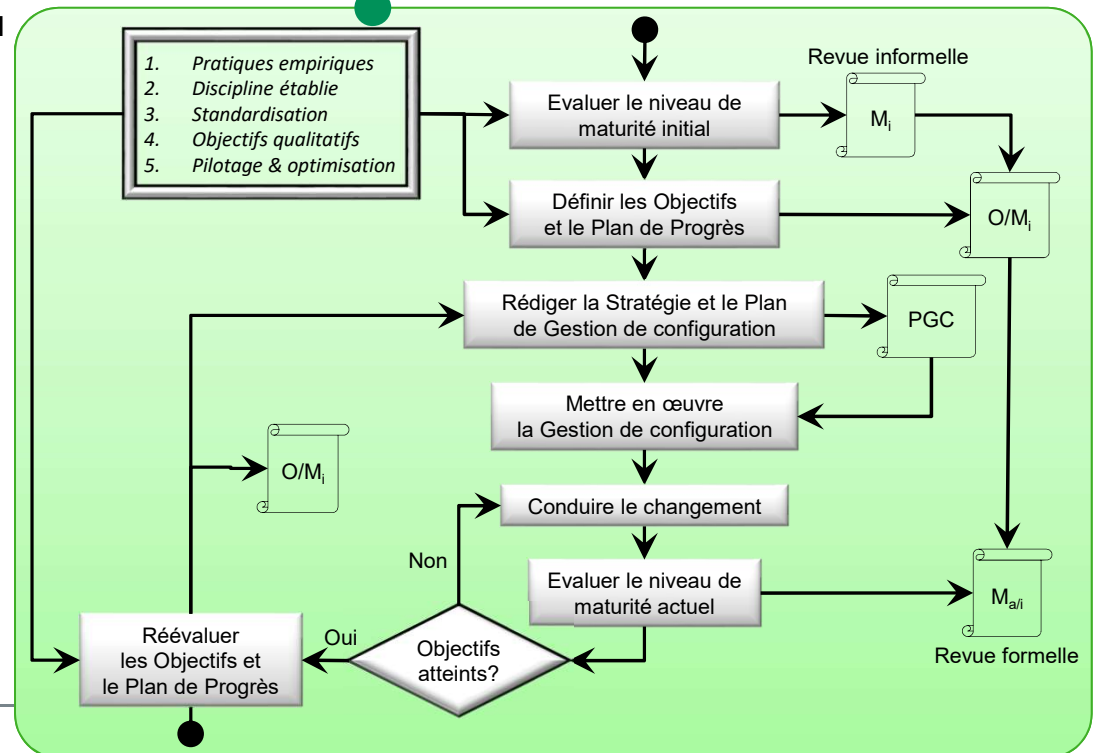 1. Pratiques empiriques
2. Discipline établie
3. Standardisation
4. Objectifs qualitatifs
5. Pilotage & optimisation
Evaluer le niveau de
maturité initial
Revue informelle
Mi
Définir les Objectifs
et le Plan de Progrès
O/Mi
Rédiger la Stratégie et le Plan
de Gestion de configuration
PGC
Mettre en œuvre
la Gestion de configuration
O/Mi
Conduire le changement
Non
Evaluer le niveau de
maturité actuel
Ma/i
Revue formelle
Objectifs
atteints?
Oui
Réévaluer
les Objectifs et
le Plan de Progrès